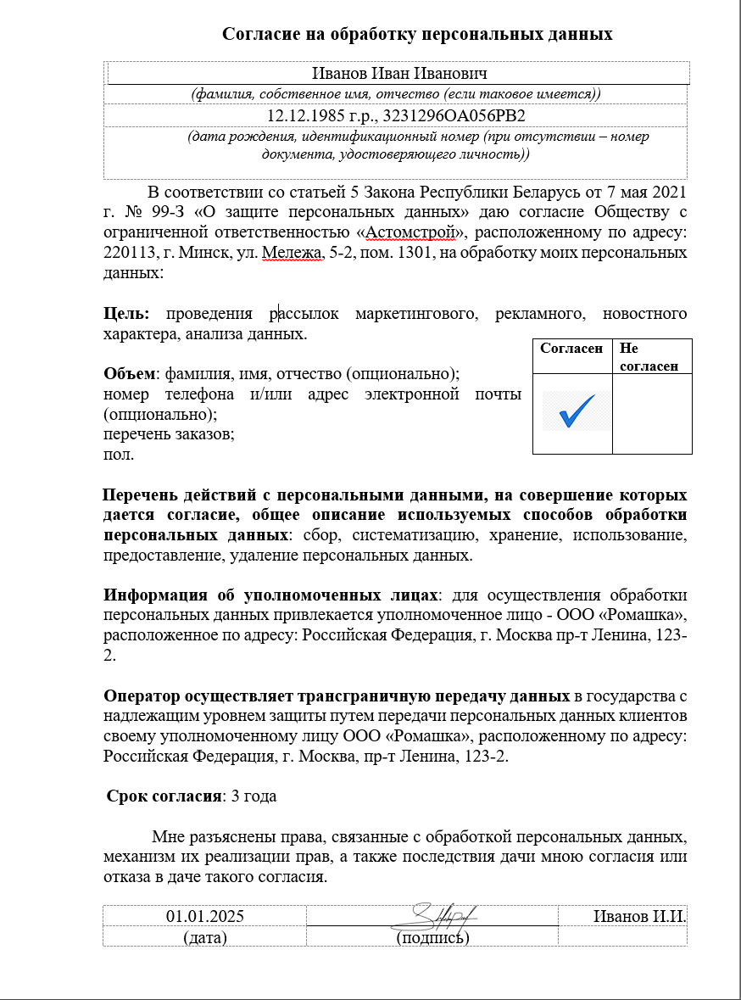 Согласие на обработку персональных данных
Иванов Иван Иванович
(фамилия, собственное имя, отчество (если таковое имеется))
12.12.1985 г.р., 3231296ОА056РВ2
(дата рождения, идентификационный номер (при отсутствии – номер
документа, удостоверяющего личность))
В соответствии со статьей 5 Закона Республики Беларусь от 7 мая 2021
г. № 99-З «О защите персональных данных» даю согласие Обществу с
ограниченной ответственностью «Астомстрой», расположенному по адресу:
220113, г. Минск, ул. Мележа, 5-2, пом. 1301, на обработку моих персональных
данных:
Цель: проведения рассылок маркетингового, рекламного, новостного
характера, анализа данных.
Согласен
Не
согласен
Объем: фамилия, имя, отчество (опционально);
номер телефона и/или адрес электронной почты
(опционально);
перечень заказов;
пол.
Перечень действий с персональными данными, на совершение которых
дается согласие, общее описание используемых способов обработки
персональных данных: сбор, систематизацию, хранение, использование,
предоставление, удаление персональных данных.
Информация об уполномоченных лицах: для осуществления обработки
персональных данных привлекается уполномоченное лицо - ООО «Ромашка»,
расположенное по адресу: Российская Федерация, г. Москва пр-т Ленина, 123-
2.
Оператор осуществляет трансграничную передачу данных в государства с
надлежащим уровнем защиты путем передачи персональных данных клиентов
своему уполномоченному лицу ООО «Ромашка», расположенному по адресу:
Российская Федерация, г. Москва, пр-т Ленина, 123-2.
Срок согласия: 3 года
Мне разъяснены права, связанные с обработкой персональных данных,
механизм их реализации прав, а также последствия дачи мною согласия или
отказа в даче такого согласия.
01.01.2025 Иванов И.И.
(дата) (подпись)